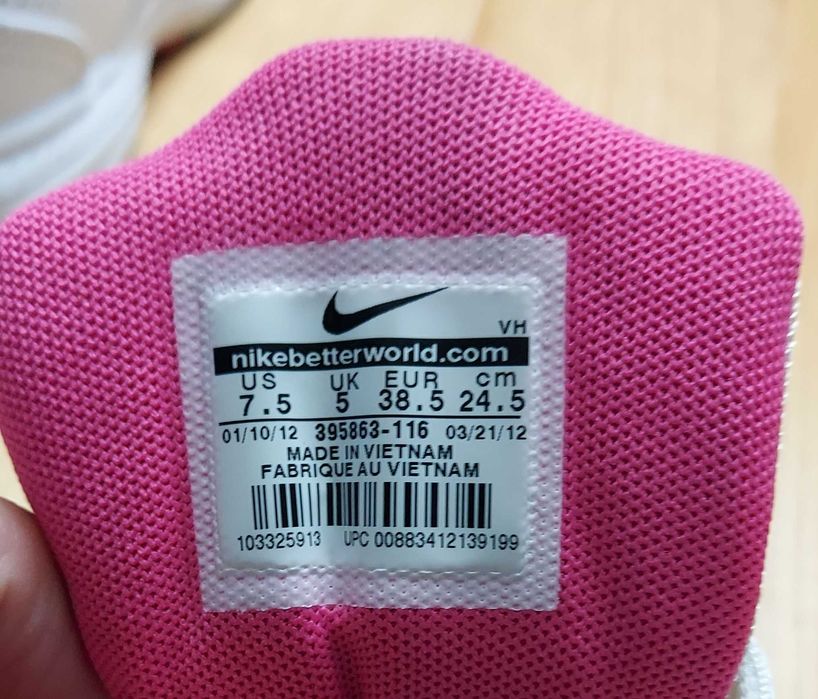 VH
nikebetterworld.com
US UK EUR cm
7.5 5 38.5 24.5
01/10/12 395863-116 03/21/12
MADE IN VIETNAM
FABRIQUE AU VIETNAM
103325913 UPC 00883412139199